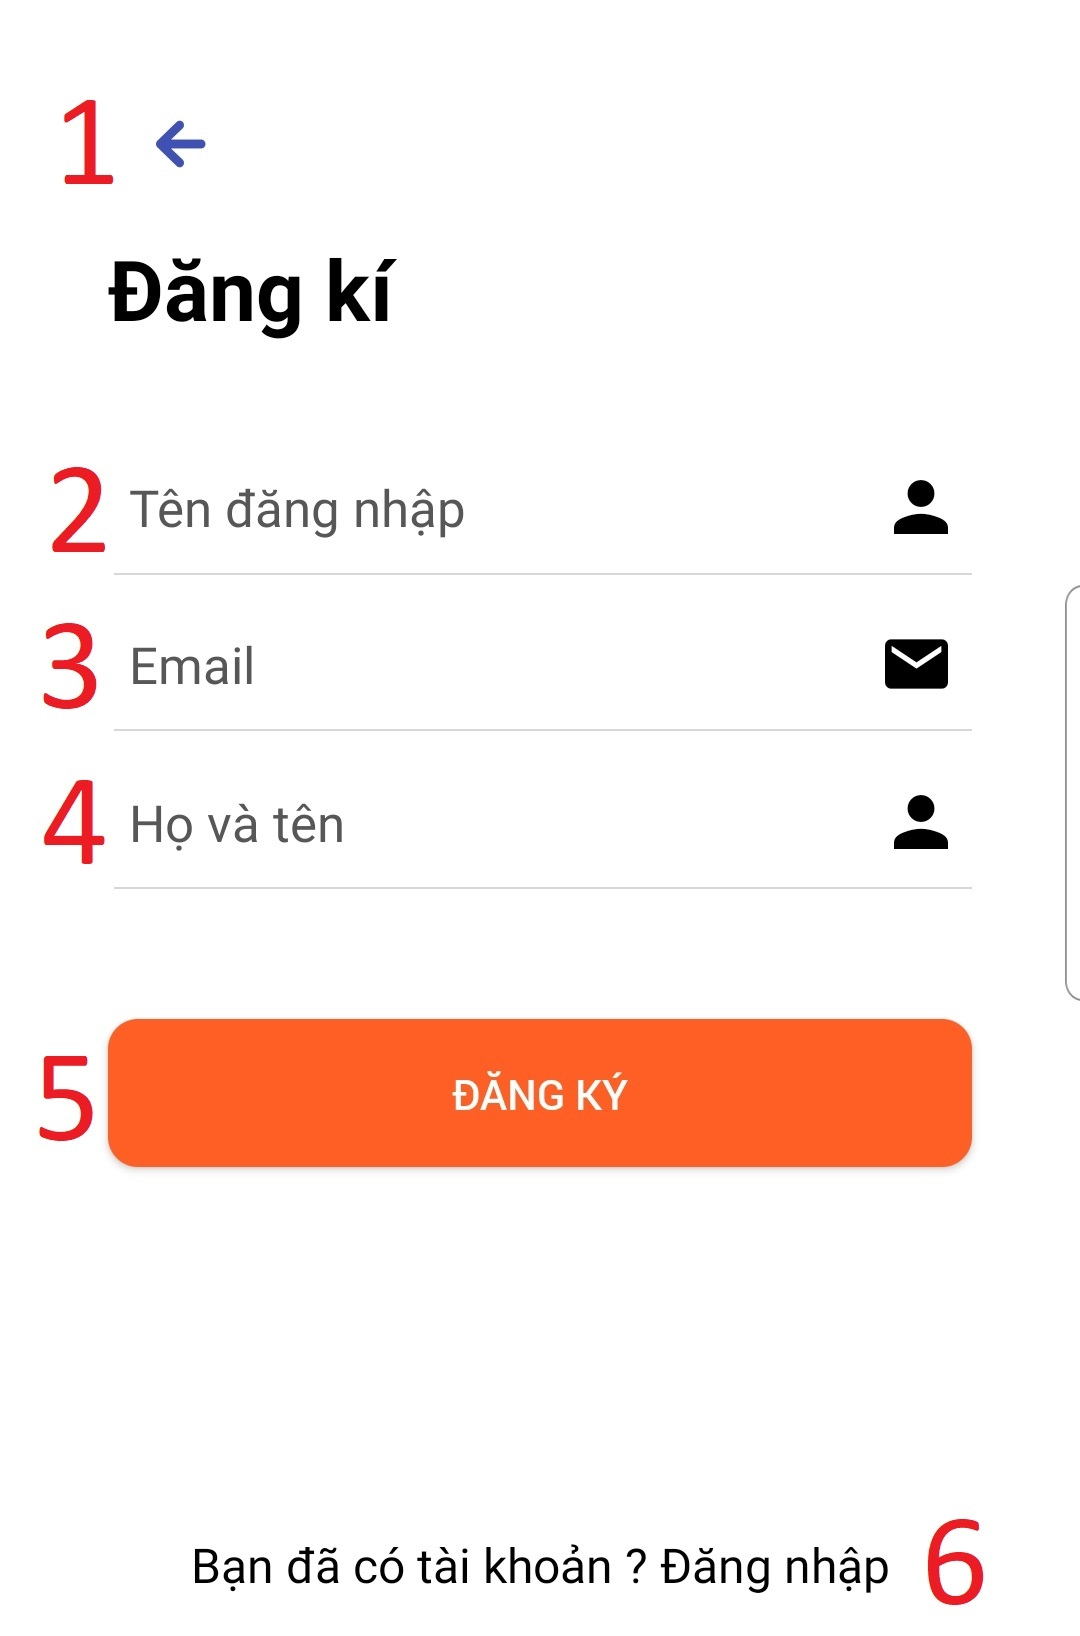 1
Đăng kí
2 Tên đăng nhập
3 Email
4 Họ và tên
5 ĐĂNG KÝ
Bạn đã có tài khoản ? Đăng nhập 6